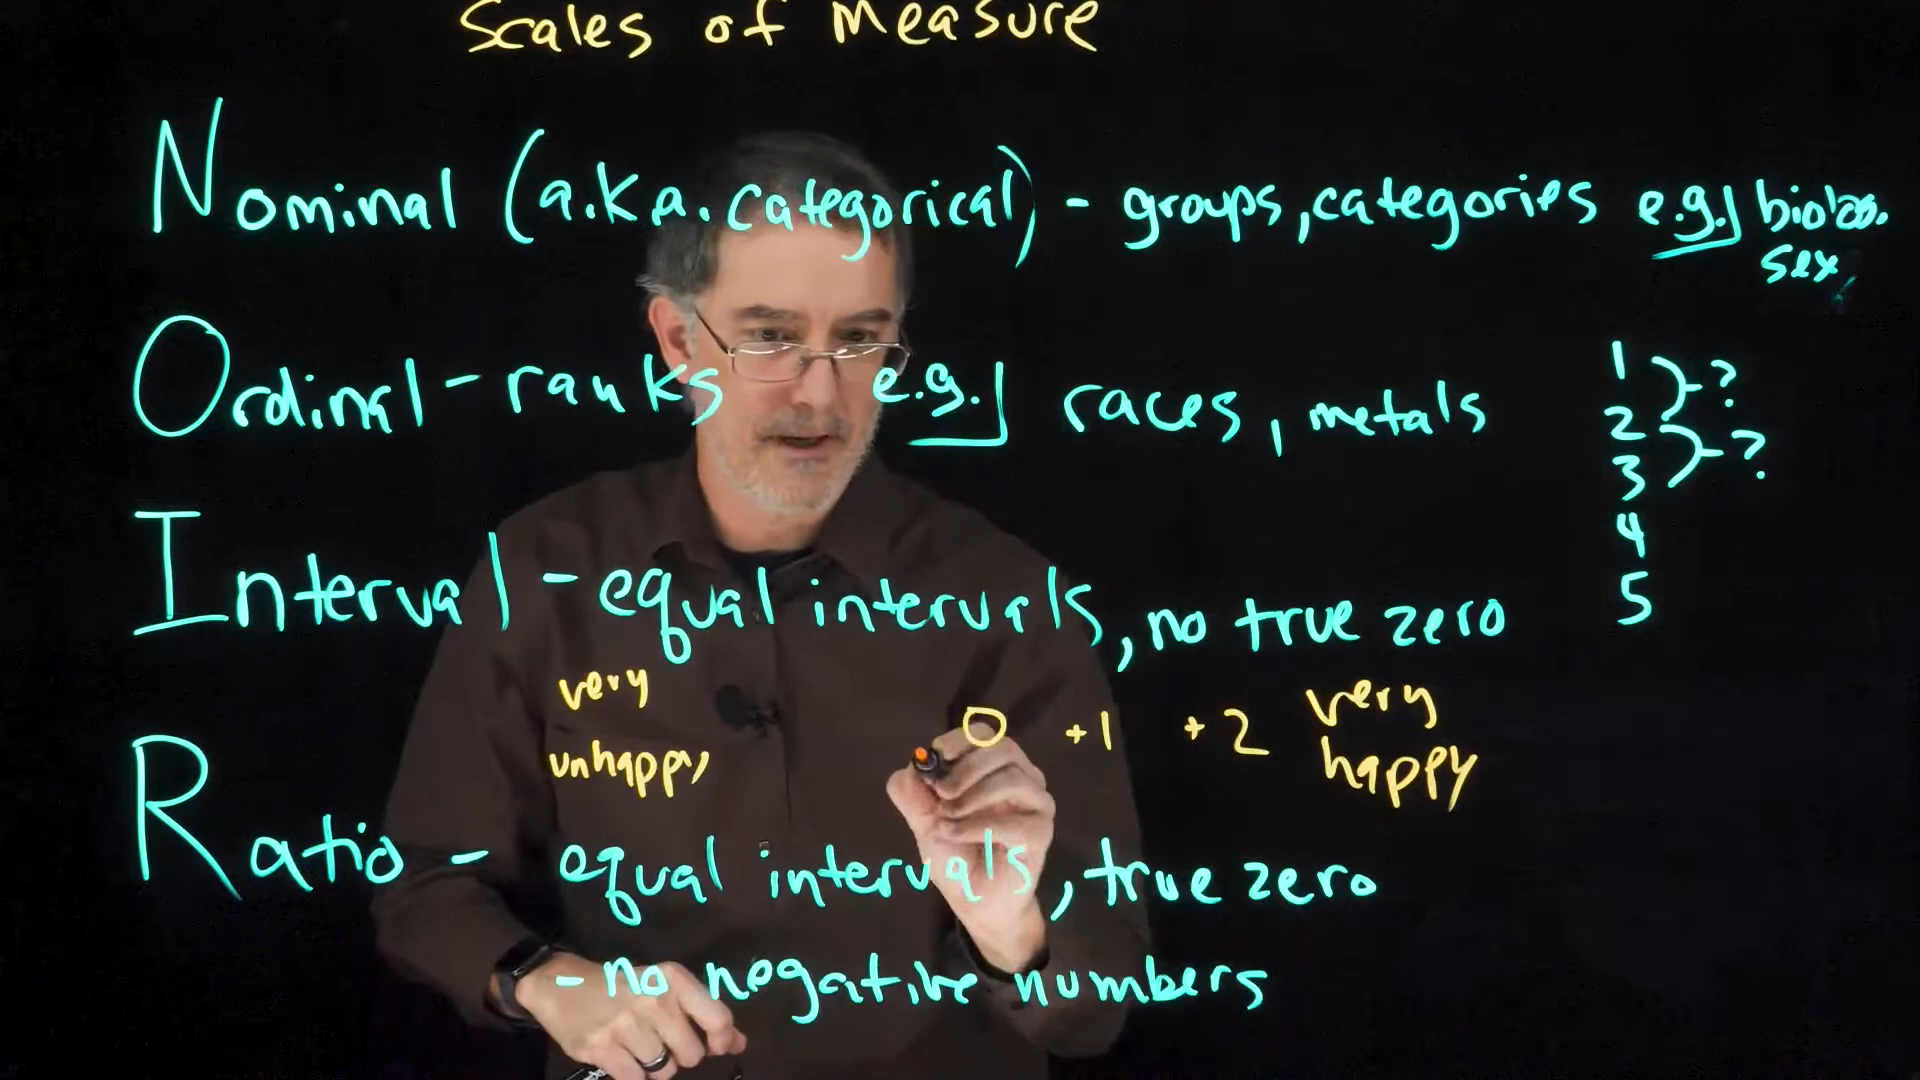 Scales of Measure
Nominal (a.k.a. categorical) - groups, categories e.g.,
sex,
Ordinal - ranks e.g., races, metals
1
?
2
?
3
4
5
Interval - equal intervals, no true zero
very unhappy 0 +1 +2 very happy
Ratio - equal intervals, true zero
- no negative numbers